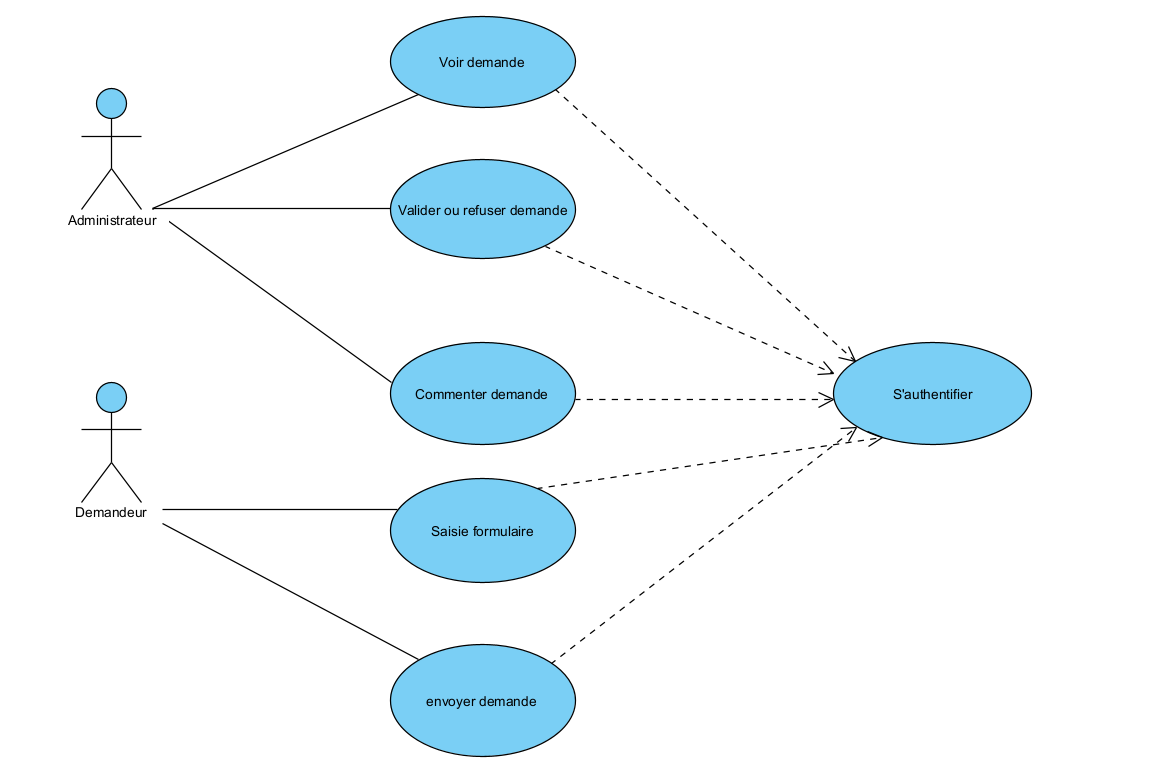 Voir demande
Administrateur
Valider ou refuser demande
Commenter demande
S'authentifier
Demandeur
Saisie formulaire
envoyer demande